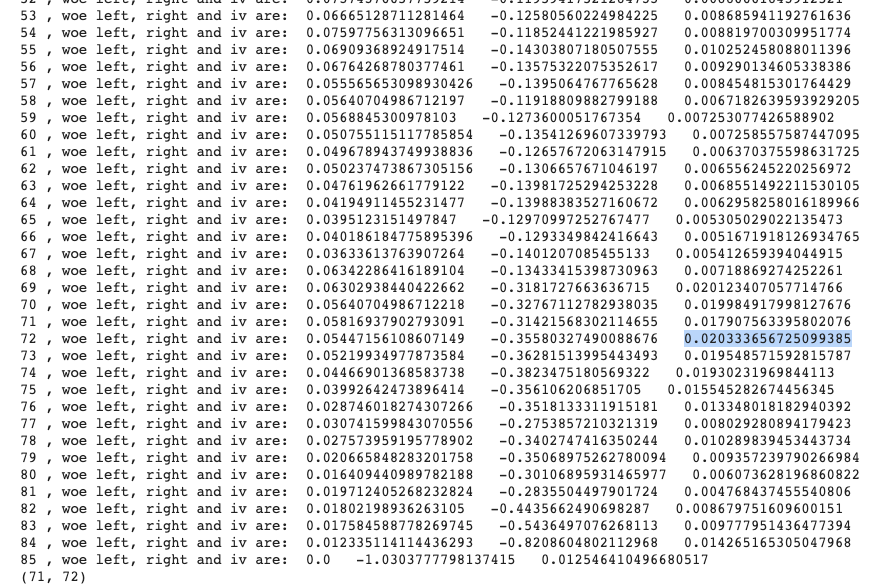 53 , woe left, right and iv are: 0.06665128711281464 -0.12580560224984225 0.008685941192761636
54 , woe left, right and iv are: 0.07597756313096651 -0.11852441221985927 0.008819700309951774
55 , woe left, right and iv are: 0.06909368924917514 -0.14303807180507555 0.010252458088011396
56 , woe left, right and iv are: 0.06764268780377461 -0.13575322075352617 0.009290134605338386
57 , woe left, right and iv are: 0.055565653098930426 -0.1395064767765628 0.008454815301764429
58 , woe left, right and iv are: 0.05640704986712197 -0.11918809882799188 0.0067182639593929205
59 , woe left, right and iv are: 0.0568845300978103 -0.1273600051767354 0.007253077426588902
60 , woe left, right and iv are: 0.050755115117785854 -0.13541269607339793 0.007258557587447095
61 , woe left, right and iv are: 0.049678943749938836 -0.12657672063147915 0.006370375598631725
62 , woe left, right and iv are: 0.050237473867305156 -0.1306657671046197 0.006556245220256972
63 , woe left, right and iv are: 0.04761962661779122 -0.13981725294253228 0.0068551492211530105
64 , woe left, right and iv are: 0.04194911455231477 -0.13988383527160672 0.0062958258016189966
65 , woe left, right and iv are: 0.0395123151497847 -0.12970997252767477 0.005305029022135473
66 , woe left, right and iv are: 0.040186184775895396 -0.1293349842416643 0.0051671918126934765
67 , woe left, right and iv are: 0.03633613763907264 -0.1401207085455133 0.005412659394044915
68 , woe left, right and iv are: 0.06342286416189104 -0.13433415398730963 0.00718869274252261
69 , woe left, right and iv are: 0.06302938440422662 -0.3181727663636715 0.020123407057714766
70 , woe left, right and iv are: 0.05640704986712218 -0.32767112782938035 0.019984917998127676
71 , woe left, right and iv are: 0.05816937902793091 -0.31421568302114655 0.017907563395802076
72 , woe left, right and iv are: 0.05447156108607149 -0.35580327490088676 0.020333656725099385
73 , woe left, right and iv are: 0.05219934977873584 -0.36281513995443493 0.019548571592815787
74 , woe left, right and iv are: 0.04466901368583738 -0.3823475180569322 0.01930231969844113
75 , woe left, right and iv are: 0.03992642473896414 -0.356106206851705 0.015545282674456345
76 , woe left, right and iv are: 0.028746018274307266 -0.3518133311915181 0.013348018182940392
77 , woe left, right and iv are: 0.030741599843070556 -0.2753857210321319 0.008029280894179423
78 , woe left, right and iv are: 0.027573959195778902 -0.3402747416350244 0.010289839453443734
79 , woe left, right and iv are: 0.020665848283201758 -0.35068975262780094 0.009357239790266984
80 , woe left, right and iv are: 0.016409440989782188 -0.30106895931465977 0.006073628196860822
81 , woe left, right and iv are: 0.019712405268232824 -0.2835504497901724 0.004768437455540806
82 , woe left, right and iv are: 0.01802198936263105 -0.4435662490698287 0.008679751609600151
83 , woe left, right and iv are: 0.017584588778269745 -0.5436497076268113 0.009777951436477394
84 , woe left, right and iv are: 0.012335114114436293 -0.8208604802112968 0.014265165305047968
85 , woe left, right and iv are: 0.0 -1.0303777798137415 0.012546410496680517
(71, 72)